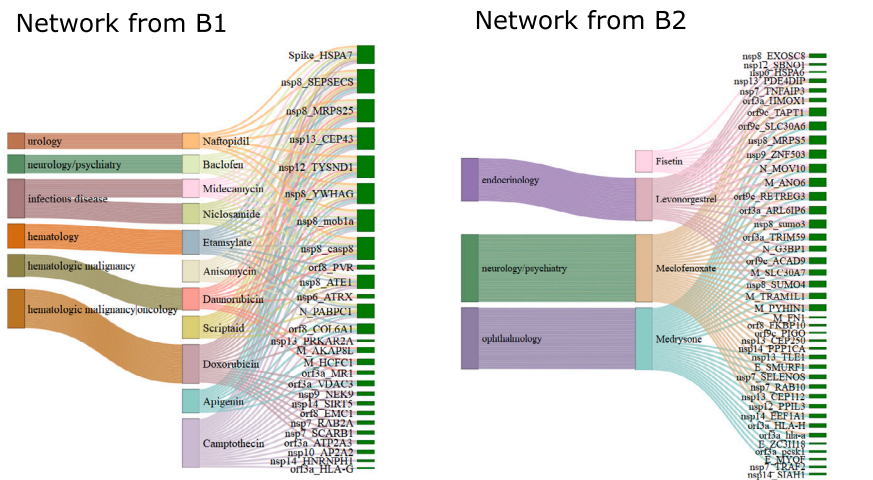 Network from B1
urology
neurology/psychiatry
infectious disease
hematology
hematologic malignancy
hematologic malignancy|oncology
Naftopidil
Baclofen
Midecamycin
Niclosamide
Etamsylate
Anisomycin
Daunorubicin
Scriptaid
Doxorubicin
Apigenin
Camptothecin
Spike_HSPA7
nsp8_SEPSECS
nsp8_MRPS25
nsp13_CEP43
nsp12_TYSND1
nsp8_YWHAG
nsp8_mob1a
nsp8_casp8
orf8_PVR
nsp8_ATE1
nsp6_ATRX
N_PABPC1
orf8_COL6A1
nsp13_PRKAR2A
M_AKAP8L
M_HCFC1
orf3a_MR1
orf3a_VDAC3
nsp9_NEK9
nsp14_SIRT5
orf8_EMC1
nsp7_RAB2A
nsp7_SCARB1
orf3a_ATP2A3
nsp10_AP2A2
nsp14_HNRNPH1
orf3a_HLA-G
Network from B2
endocrinology
neurology/psychiatry
ophthalmology
Fisetin
Levonorgestrel
Meclofenoxate
Medrysone
nsp8_EXOSC8
nsp12_SBNO1
nsp6_HSPA6
nsp13_PDE4DIP
nsp7_TNFAIP3
orf3a_HMOX1
orf9c_TAPT1
orf9c_SLC30A6
nsp8_MRPS5
nsp9_ZNF503
N_MOV10
M_ANO6
orf9c_RETREG3
orf3a_ARL6IP6
nsp8_sumo3
orf3a_TRIM59
N_G3BP1
orf9c_ACAD9
M_SLC30A7
nsp8_SUMO4
M_TRAM1L1
M_PYHIN1
M_FN1
orf8_FKBP10
orf9c_PIGO
nsp13_CEP250
nsp14_PPP1CA
nsp13_TLE1
E_SMURF1
nsp7_SELENOS
nsp7_RAB10
nsp13_CEP112
nsp12_PPIL3
nsp14_EEF1A1
orf3a_HLA-H
orf3a_hla-a
E_ZC3H18
orf3a_pcsk1
E_MYOF
nsp7_TRAF2
nsp14_SIAH1